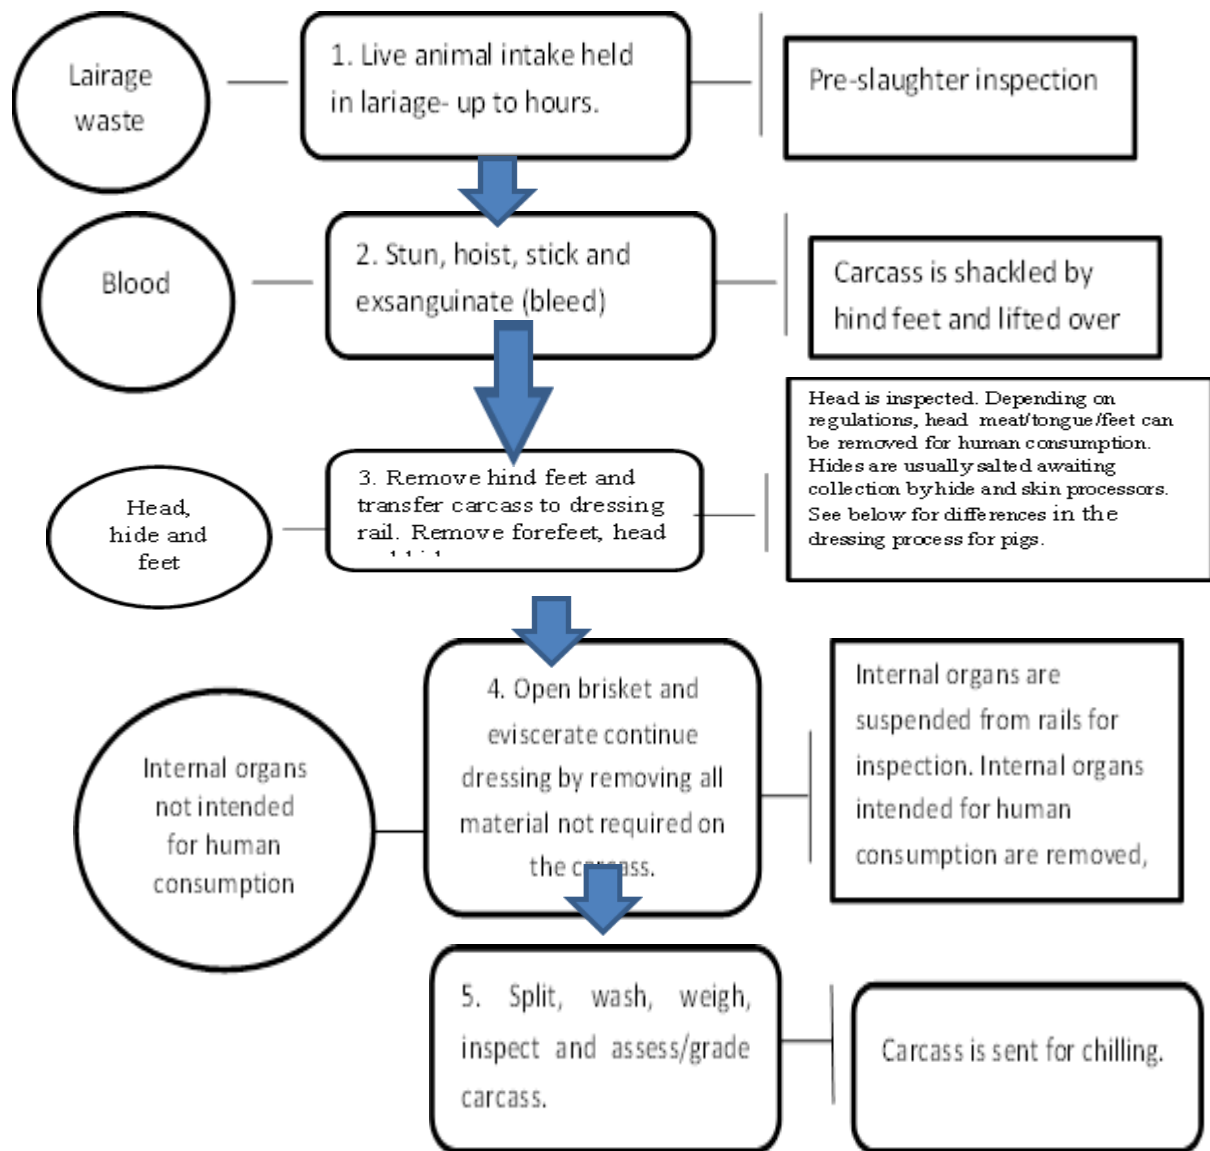 Lairage
waste
1. Live animal intake held
in lariage- up to hours.
Pre-slaughter inspection
Blood
2. Stun, hoist, stick and
exsanguinate (bleed)
Carcass is shackled by
hind feet and lifted over
Head,
hide and
feet
3. Remove hind feet and
transfer carcass to dressing
rail. Remove forefeet, head
Head is inspected. Depending on
regulations, head meat/tongue/feet can
be removed for human consumption.
Hides are usually salted awaiting
collection by hide and skin processors.
See below for differences in the
dressing process for pigs.
Internal organs
not intended
for human
consumption
4. Open brisket and
eviscerate continue
dressing by removing all
material not required on
the carcass.
Internal organs are
suspended from rails for
inspection. Internal organs
intended for human
consumption are removed,
5. Split, wash, weigh,
inspect and assess/grade
carcass.
Carcass is sent for chilling.